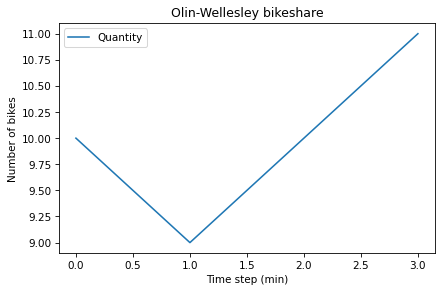 Olin-Wellesley bikeshare
Quantity
11.00
10.75
10.50
10.25
10.00
9.75
9.50
9.25
9.00
Number of bikes
0.0 0.5 1.0 1.5 2.0 2.5 3.0
Time step (min)